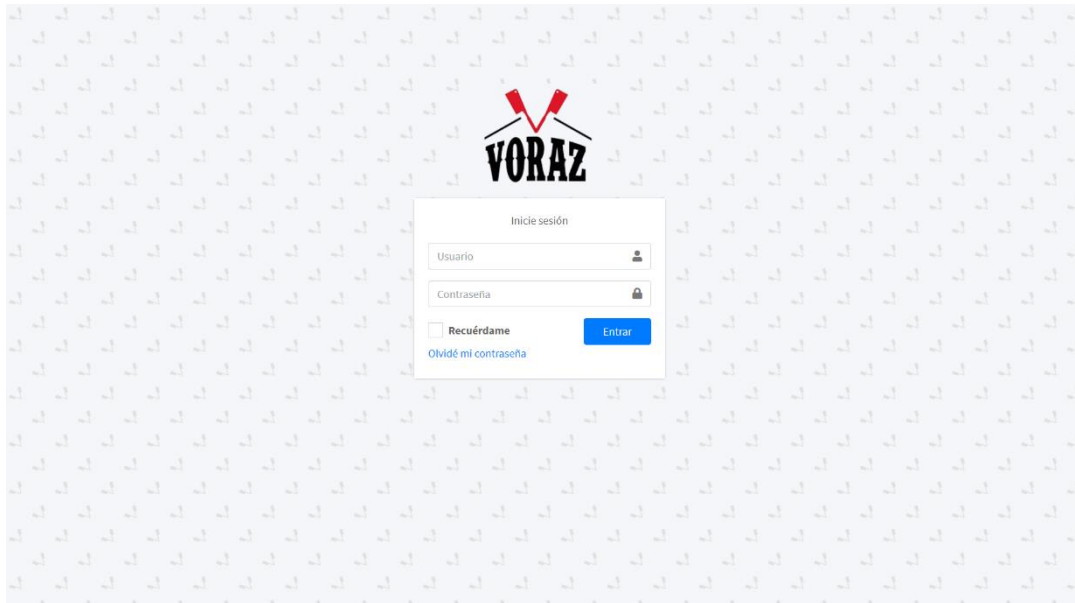 VORAZ
Inicie sesión
Usuario
Contraseña
Recuérdame
Entrar
Olvidé mi contraseña